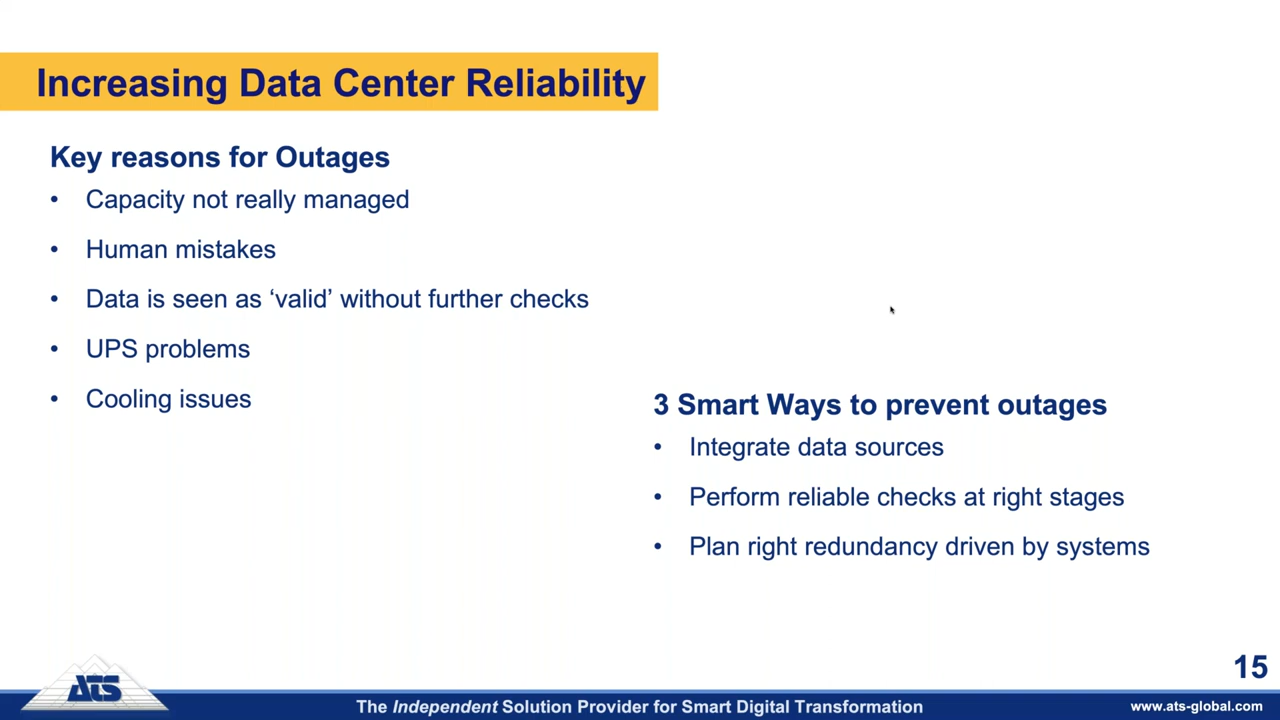 Increasing Data Center Reliability
Key reasons for Outages
• Capacity not really managed
• Human mistakes
• Data is seen as ‘valid’ without further checks
• UPS problems
• Cooling issues
3 Smart Ways to prevent outages
• Integrate data sources
• Perform reliable checks at right stages
• Plan right redundancy driven by systems
15
ATS
The Independent Solution Provider for Smart Digital Transformation
www.ats-global.com